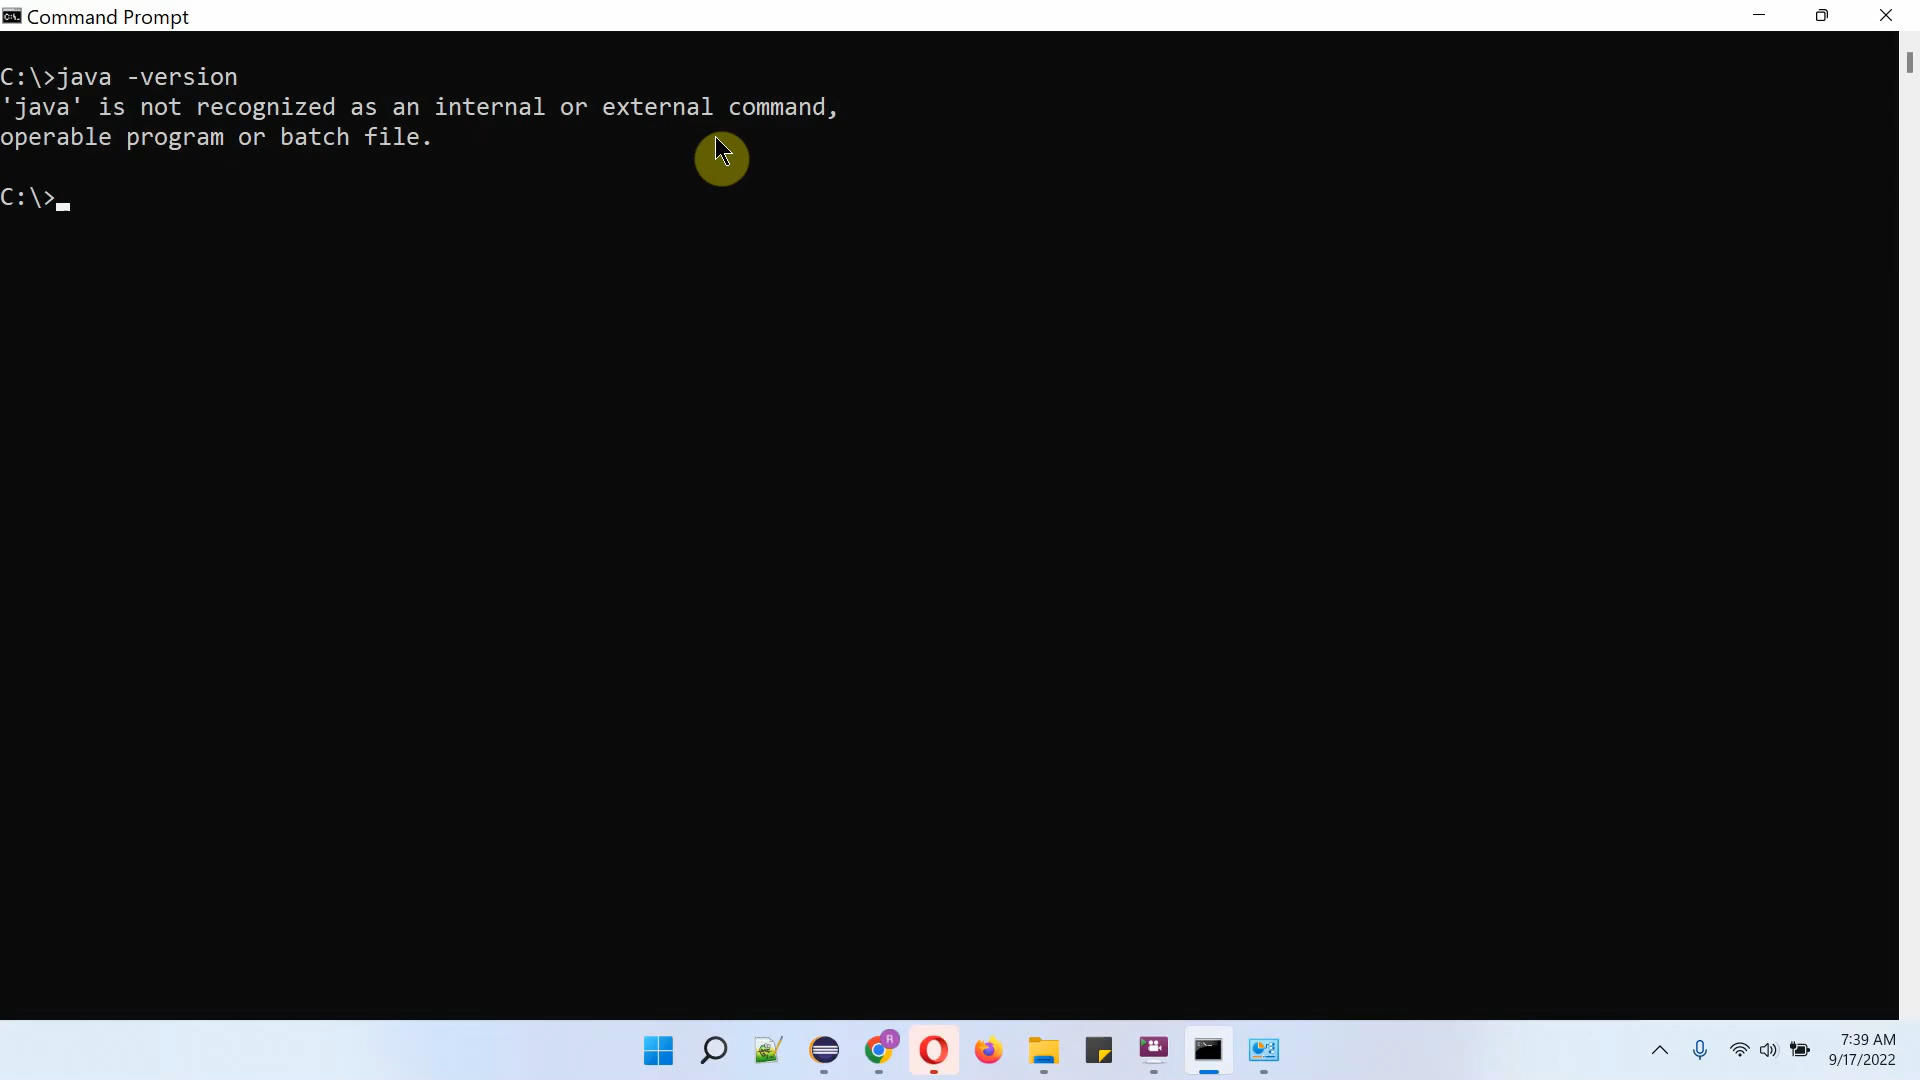 Command Prompt
C:\>java -version
'java' is not recognized as an internal or external command,
operable program or batch file.
C:\>
R
7:39 AM
9/17/2022